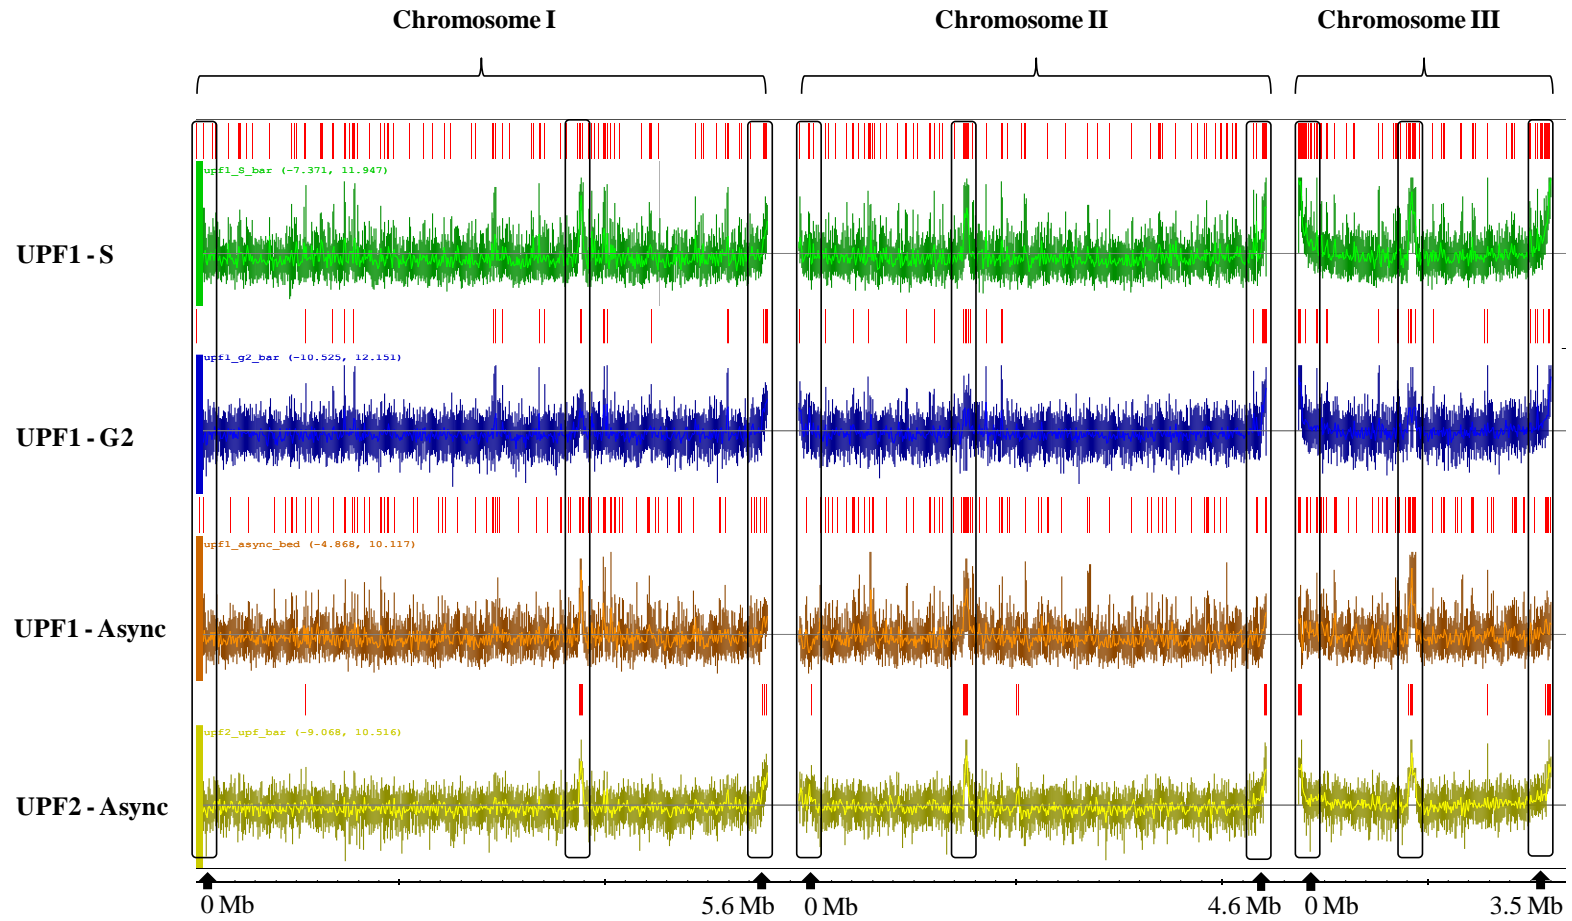 Chromosome I Chromosome II Chromosome III
upf1_S_bar (-7.371, 11.947)
UPF1 - S
upf1_g2_bar (-10.525, 12.151)
UPF1 - G2
upf1_async_bed (-4.868, 10.117)
UPF1 - Async
upf2_upf_bar (-9.068, 10.516)
UPF2 - Async
0 Mb 5.6 Mb 0 Mb 4.6 Mb 0 Mb 3.5 Mb